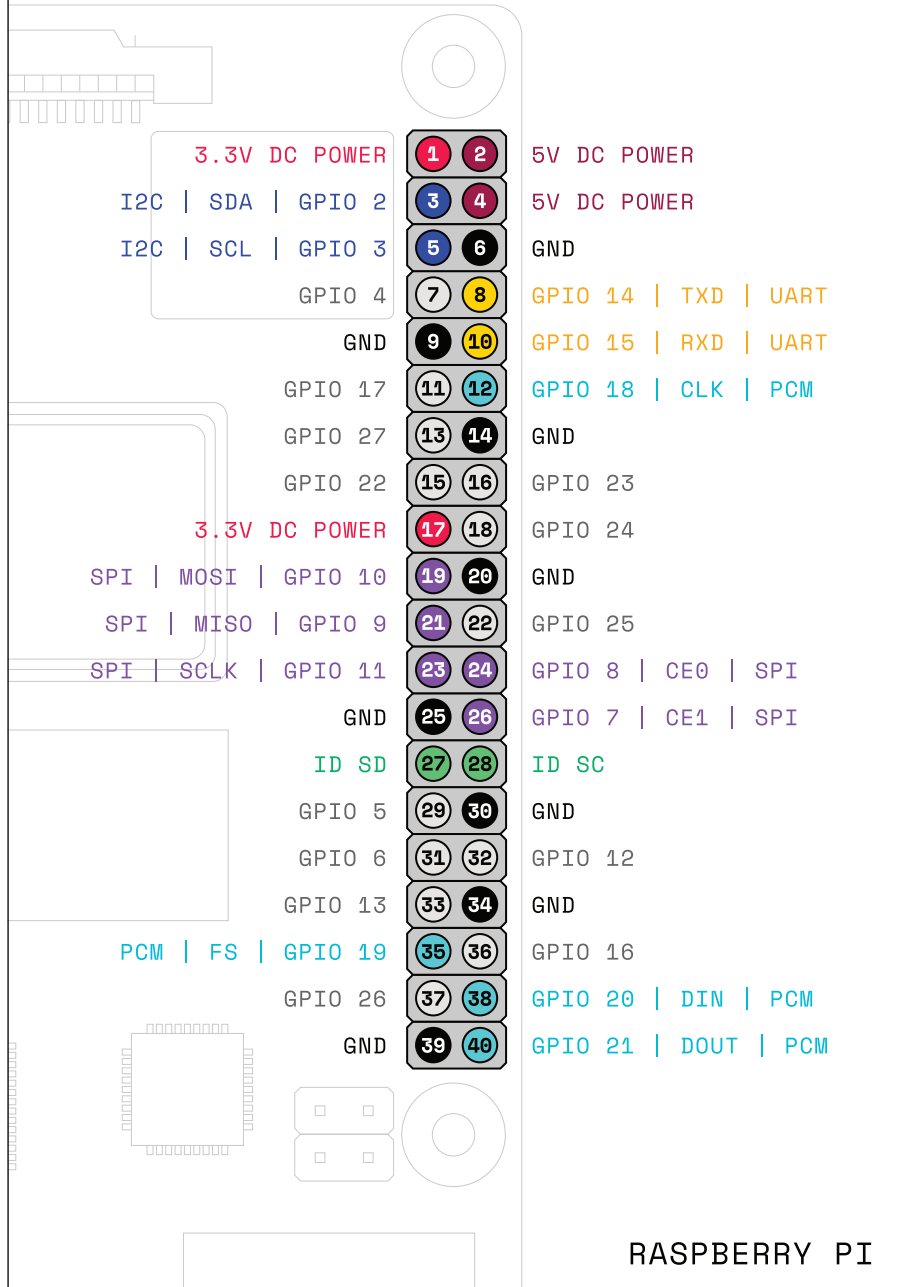 3.3V DC POWER 1 2 5V DC POWER
I2C | SDA | GPIO 2 3 4 5V DC POWER
I2C | SCL | GPIO 3 5 6 GND
GPIO 4 7 8 GPIO 14 | TXD | UART
GND 9 10 GPIO 15 | RXD | UART
GPIO 17 11 12 GPIO 18 | CLK | PCM
GPIO 27 13 14 GND
GPIO 22 15 16 GPIO 23
3.3V DC POWER 17 18 GPIO 24
SPI | MOSI | GPIO 10 19 20 GND
SPI | MISO | GPIO 9 21 22 GPIO 25
SPI | SCLK | GPIO 11 23 24 GPIO 8 | CE0 | SPI
GND 25 26 GPIO 7 | CE1 | SPI
ID SD 27 28 ID SC
GPIO 5 29 30 GND
GPIO 6 31 32 GPIO 12
GPIO 13 33 34 GND
PCM | FS | GPIO 19 35 36 GPIO 16
GPIO 26 37 38 GPIO 20 | DIN | PCM
GND 39 40 GPIO 21 | DOUT | PCM
RASPBERRY PI